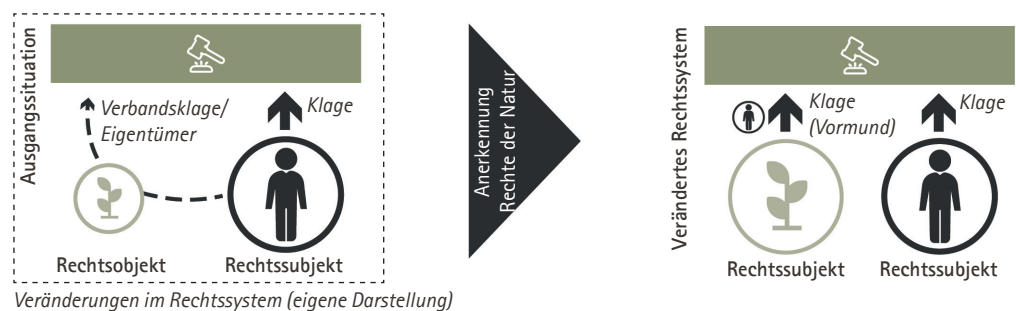 Ausgangssituation
Verbandsklage/
Eigentümer
Klage
Rechtsobjekt
Rechtssubjekt
Anerkennung
Rechte der Natur
Verändertes Rechtssystem
Klage
(Vormund)
Klage
Rechtssubjekt
Rechtssubjekt
Veränderungen im Rechtssystem (eigene Darstellung)